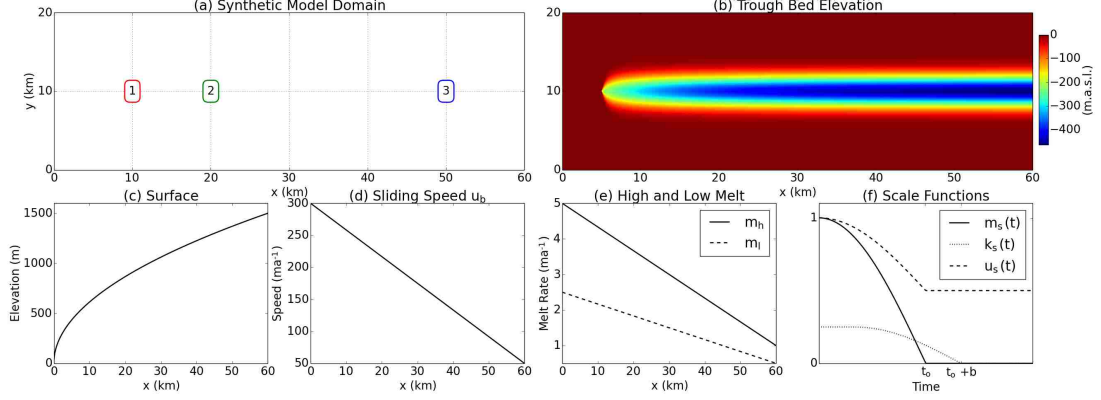 (a) Synthetic Model Domain
20
10
0
y (km)
1
2
3
0 10 20 30 40 50 60
x (km)
(b) Trough Bed Elevation
20
15
10
5
0
0 10 20 30 40 50 60
x (km)
0
−100
−200
−300
−400
(m.a.s.l.)
(c) Surface
1500
1000
500
0
Elevation (m)
0 10 20 30 40 50 60
x (km)
(d) Sliding Speed u_b
300
250
200
150
100
50
Speed (ma⁻¹)
0 10 20 30 40 50 60
x (km)
(e) High and Low Melt
5
4
3
2
1
0
Melt Rate (ma⁻¹)
m_h
m_l
0 10 20 30 40 50 60
x (km)
(f) Scale Functions
1
0
m_s(t)
k_s(t)
u_s(t)
t_o t_o +b
Time